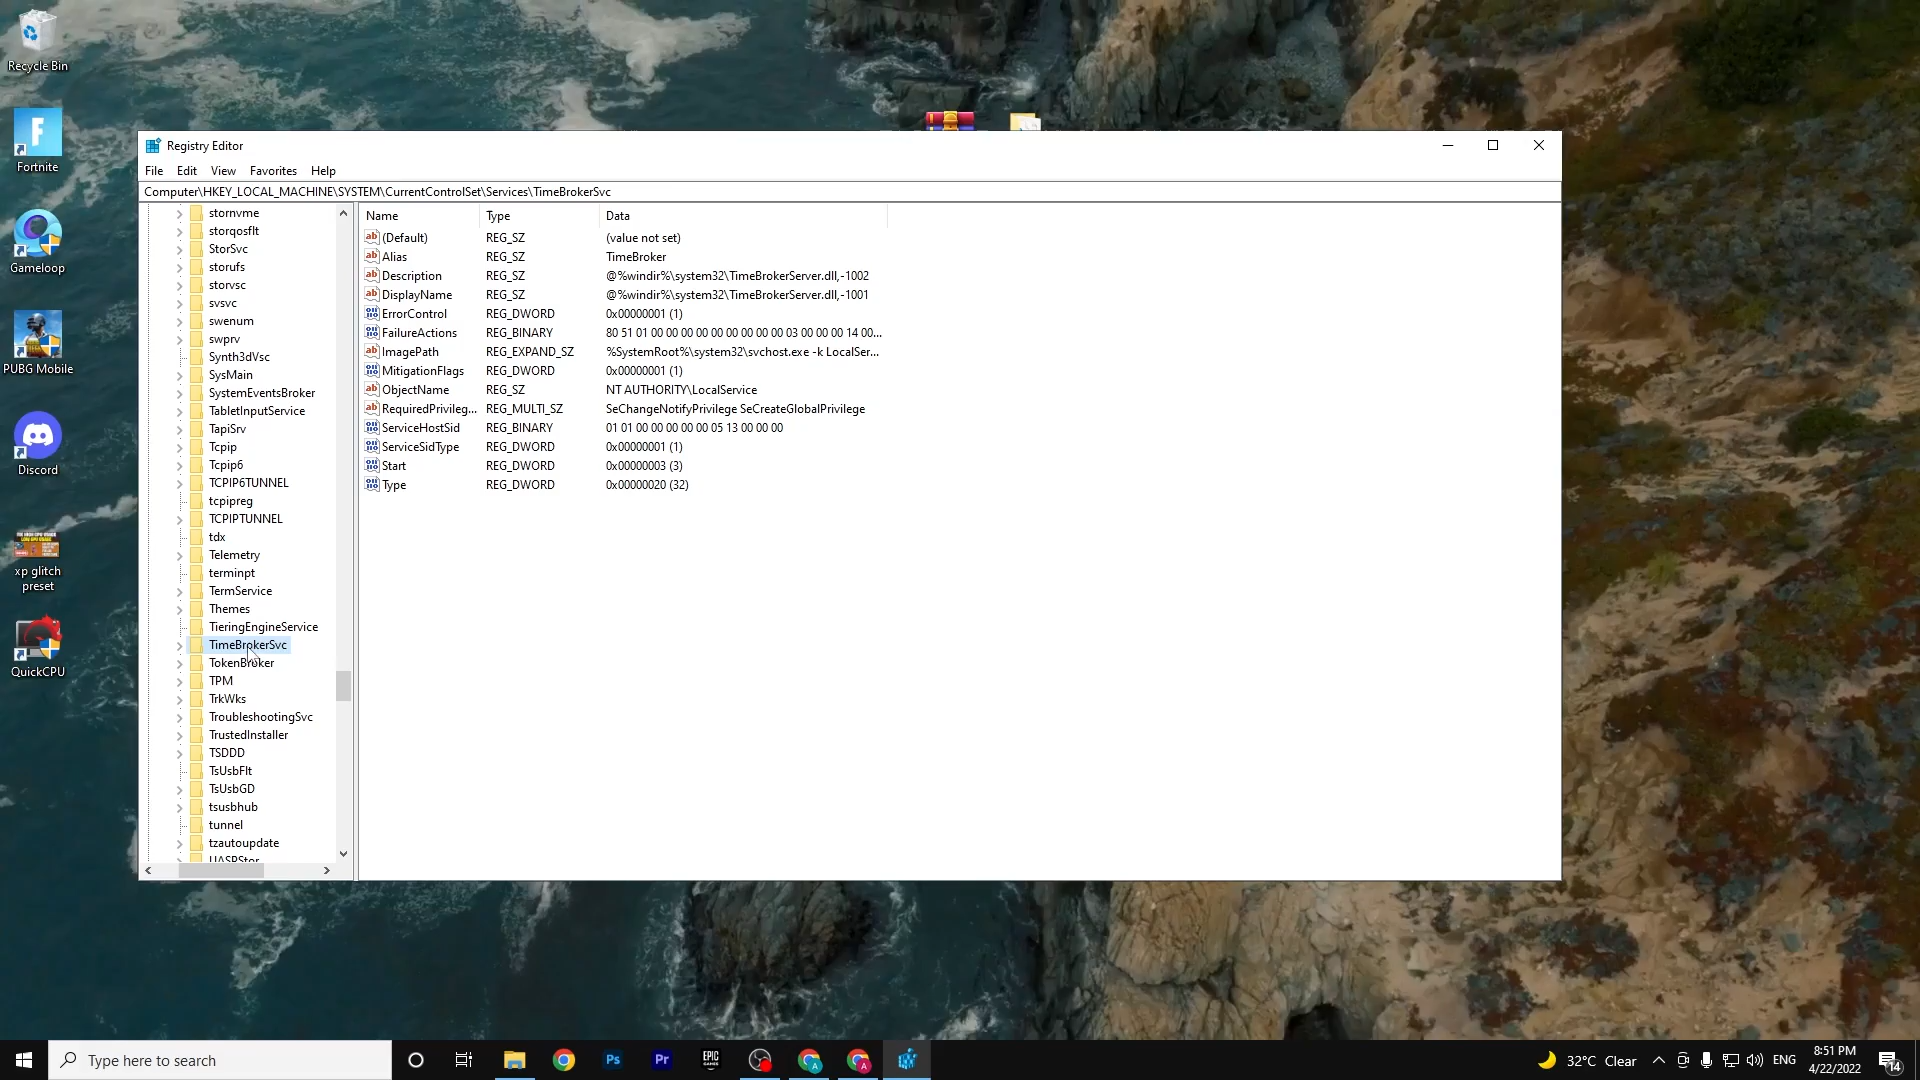 Recycle Bin
Fortnite
Gameloop
PUBG Mobile
Discord
xp glitch
preset
QuickCPU
Registry Editor
File Edit View Favorites Help
Computer\HKEY_LOCAL_MACHINE\SYSTEM\CurrentControlSet\Services\TimeBrokerSvc
stornvme
storqosflt
StorSvc
storufs
storvsc
svsvc
swenum
swprv
Synth3dVsc
SysMain
SystemEventsBroker
TabletInputService
TapiSrv
Tcpip
Tcpip6
TCPIP6TUNNEL
tcpipreg
TCPIPTUNNEL
tdx
Telemetry
terminpt
TermService
Themes
TieringEngineService
TimeBrokerSvc
TokenBroker
TPM
TrkWks
TroubleshootingSvc
TrustedInstaller
TSDDD
TsUsbFlt
TsUsbGD
tsusbhub
tunnel
tzautoupdate
UASPStor
Name Type Data
(Default) REG_SZ (value not set)
Alias REG_SZ TimeBroker
Description REG_SZ @%windir%\system32\TimeBrokerServer.dll,-1002
DisplayName REG_SZ @%windir%\system32\TimeBrokerServer.dll,-1001
ErrorControl REG_DWORD 0x00000001 (1)
FailureActions REG_BINARY 80 51 01 00 00 00 00 00 00 00 00 00 03 00 00 00 14 00...
ImagePath REG_EXPAND_SZ %SystemRoot%\system32\svchost.exe -k LocalSer...
MitigationFlags REG_DWORD 0x00000001 (1)
ObjectName REG_SZ NT AUTHORITY\LocalService
RequiredPrivileg... REG_MULTI_SZ SeChangeNotifyPrivilege SeCreateGlobalPrivilege
ServiceHostSid REG_BINARY 01 01 00 00 00 00 00 05 13 00 00 00
ServiceSidType REG_DWORD 0x00000001 (1)
Start REG_DWORD 0x00000003 (3)
Type REG_DWORD 0x00000020 (32)
Type here to search
Ps
Pr
EPIC
GAMES
A
A
32°C Clear
ENG
8:51 PM
4/22/2022
14